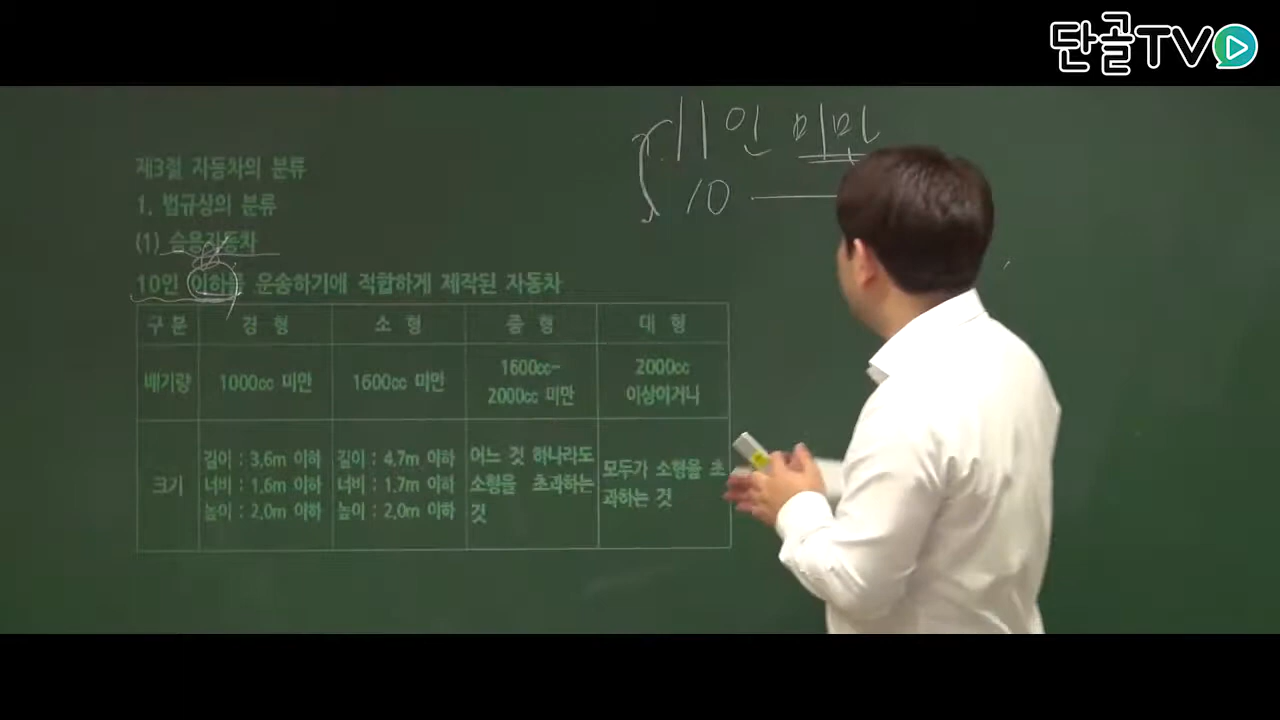 단골TV
11인 미만
10
제3절 자동차의 분류
1. 법규상의 분류
(1) 승용자동차
10인 이하를 운송하기에 적합하게 제작된 자동차
구분 경 형 소 형 중 형 대 형
배기량 1000cc 미만 1600cc 미만 1600cc- 2000cc 미만 2000cc 이상이거나
크기 길이 : 3.6m 이하 너비 : 1.6m 이하 높이 : 2.0m 이하 길이 : 4.7m 이하 너비 : 1.7m 이하 높이 : 2.0m 이하 어느 것 하나라도 소형을 초과하는 것 모두가 소형을 초과하는 것